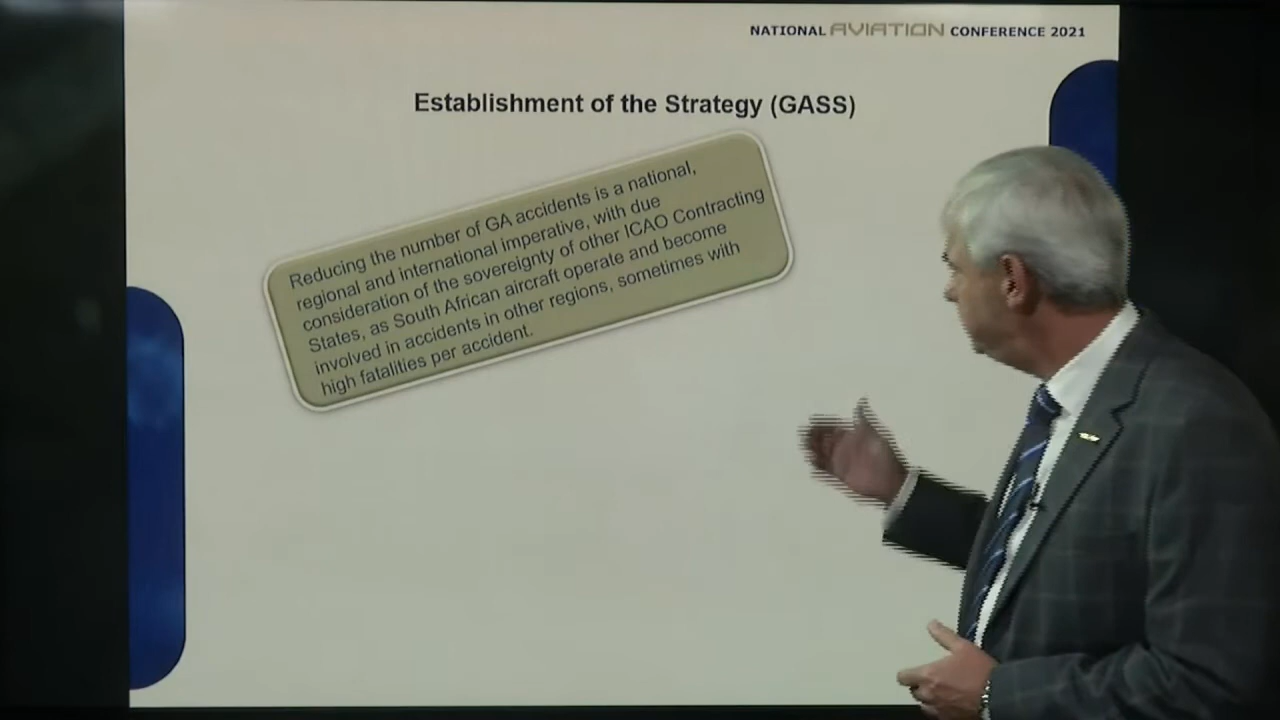 NATIONAL AVIATION CONFERENCE 2021
Establishment of the Strategy (GASS)
Reducing the number of GA accidents is a national,
regional and international imperative, with due
consideration of the sovereignty of other ICAO Contracting
States, as South African aircraft operate and become
involved in accidents in other regions, sometimes with
high fatalities per accident.